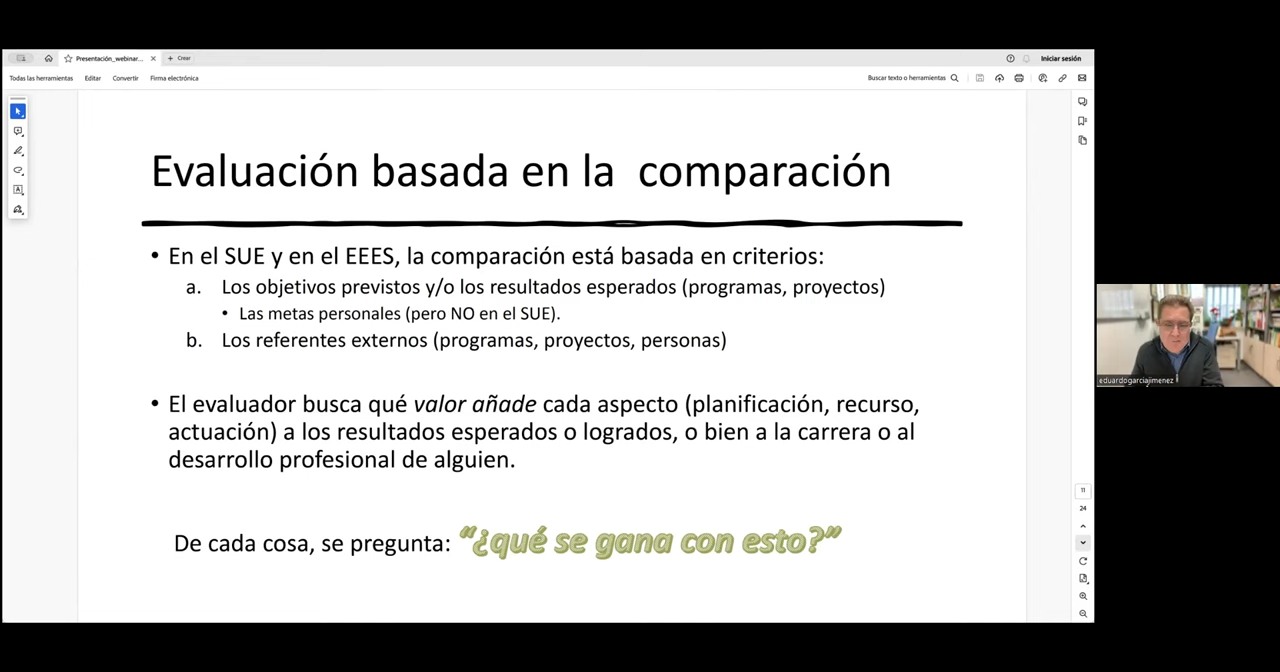 Presentación_webinar...
Crear
Iniciar sesión
Todas las herramientas Editar Convertir Firma electrónica
Buscar texto o herramientas
Evaluación basada en la comparación
• En el SUE y en el EEES, la comparación está basada en criterios:
a. Los objetivos previstos y/o los resultados esperados (programas, proyectos)
• Las metas personales (pero NO en el SUE).
b. Los referentes externos (programas, proyectos, personas)
• El evaluador busca qué valor añade cada aspecto (planificación, recurso,
actuación) a los resultados esperados o logrados, o bien a la carrera o al
desarrollo profesional de alguien.
De cada cosa, se pregunta: “¿qué se gana con esto?”
11
24
eduardogarciajimenez